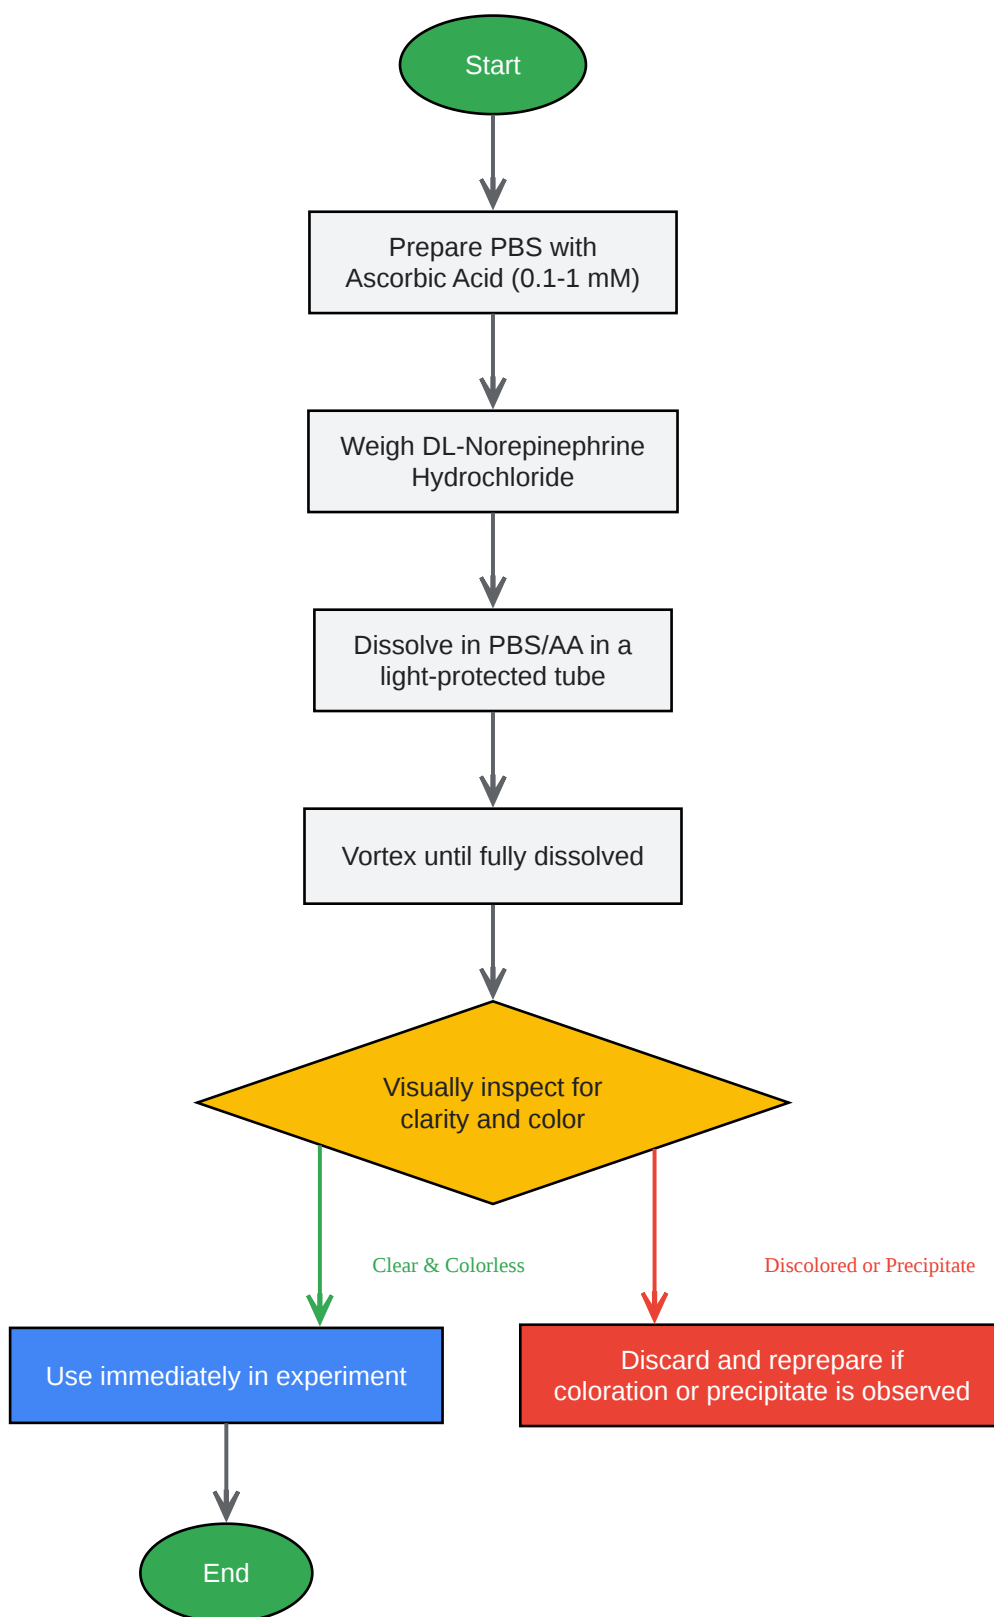 Start
Prepare PBS with
Ascorbic Acid (0.1-1 mM)
Weigh DL-Norepinephrine
Hydrochloride
Dissolve in PBS/AA in a
light-protected tube
Vortex until fully dissolved
Visually inspect for
clarity and color
Clear & Colorless
Discolored or Precipitate
Use immediately in experiment
Discard and reprepare if
coloration or precipitate is observed
End